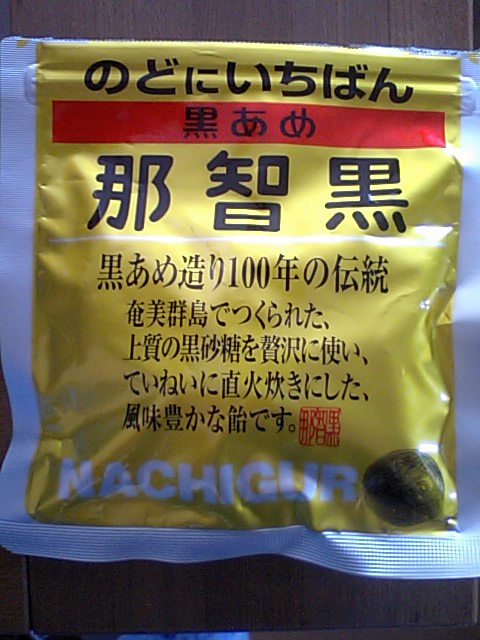 のどにいちばん
黒あめ
那智黒
黒あめ造り100年の伝統
奄美群島でつくられた、
上質の黒砂糖を贅沢に使い、
ていねいに直火炊きにした、
風味豊かな飴です。
那智黒
NACHIGUR